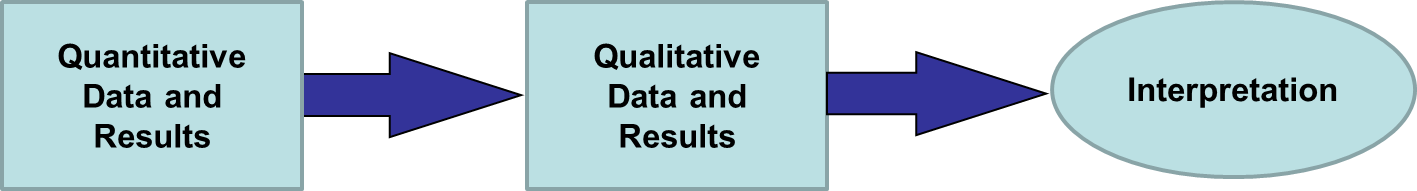 Quantitative
Data and
Results
Qualitative
Data and
Results
Interpretation